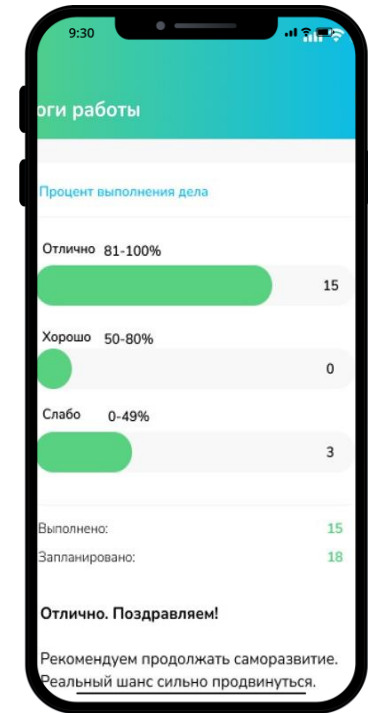 9:30
оги работы
Процент выполнения дела
Отлично 81-100%
15
Хорошо 50-80%
0
Слабо 0-49%
3
Выполнено: 15
Запланировано: 18
Отлично. Поздравляем!
Рекомендуем продолжать саморазвитие.
Реальный шанс сильно продвинуться.